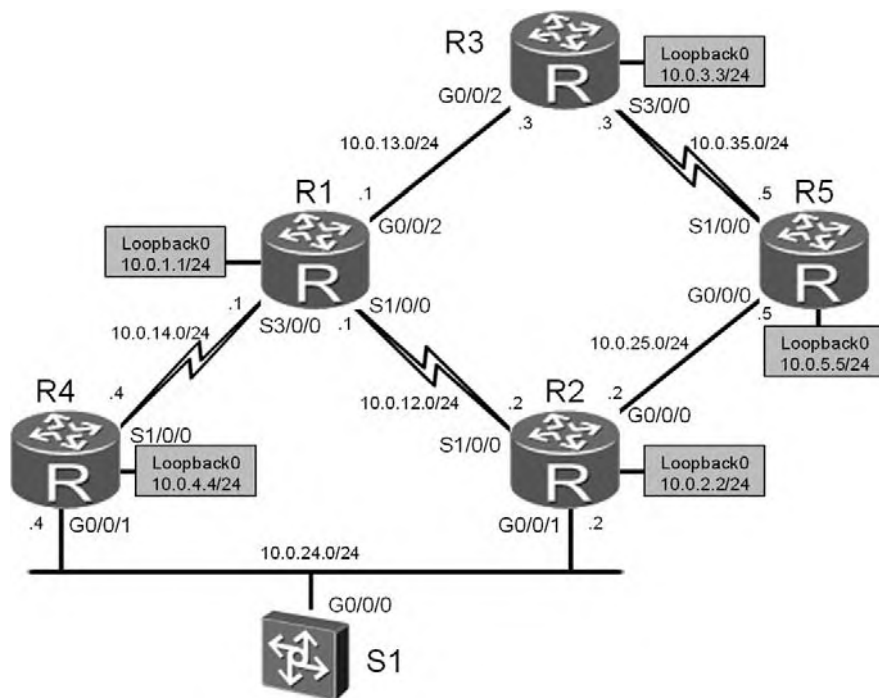 R3
Loopback0
10.0.3.3/24
G0/0/2
S3/0/0
.3
.3
10.0.13.0/24
10.0.35.0/24
R
R1
.1
G0/0/2
.5
R5
S1/0/0
Loopback0
10.0.1.1/24
R
R
G0/0/0
.1
S3/0/0
.1
S1/0/0
.5
10.0.14.0/24
10.0.25.0/24
Loopback0
10.0.5.5/24
R4
.4
10.0.12.0/24
.2
R2
.2
G0/0/0
S1/0/0
S1/0/0
R
Loopback0
10.0.4.4/24
R
Loopback0
10.0.2.2/24
.4
G0/0/1
G0/0/1
.2
10.0.24.0/24
G0/0/0
S1